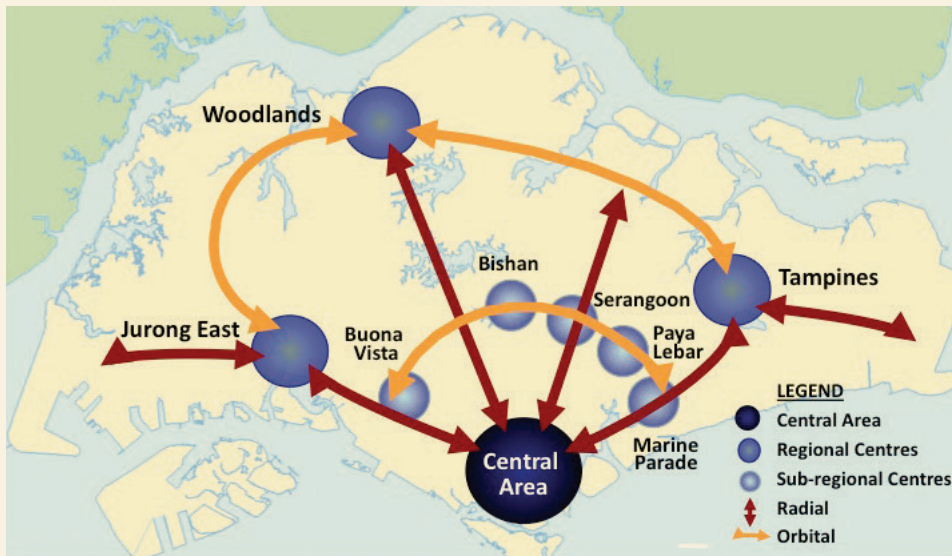 Woodlands
Bishan
Serangoon
Tampines
Jurong East
Buona
Vista
Paya
Lebar
Marine
Parade
Central
Area
LEGEND
Central Area
Regional Centres
Sub-regional Centres
Radial
Orbital